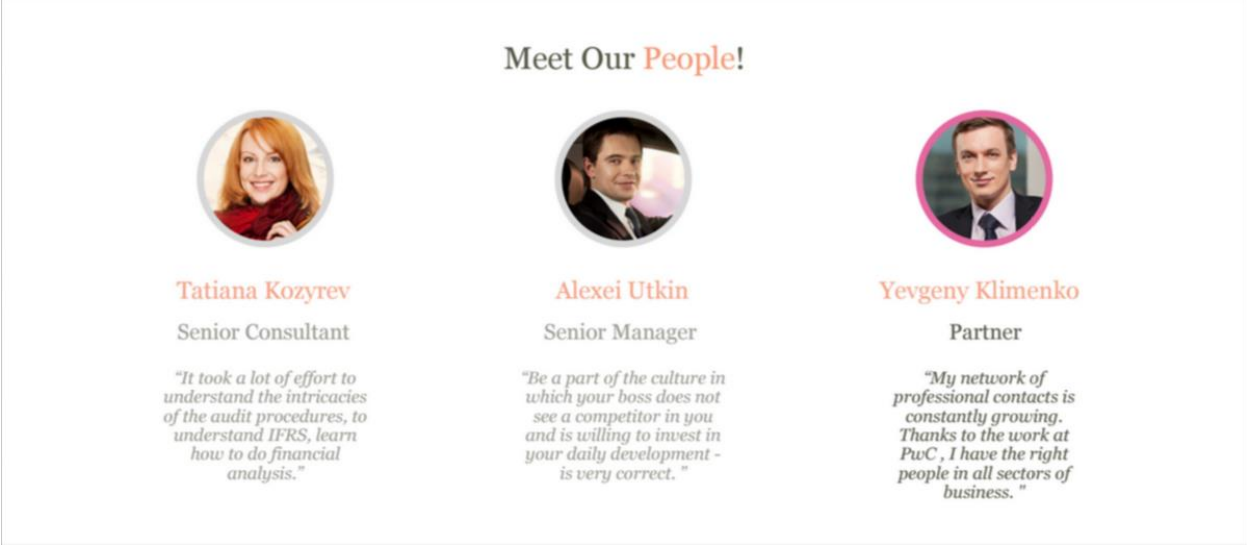 Meet Our People!
Tatiana Kozyrev
Senior Consultant
“It took a lot of effort to
understand the intricacies
of the audit procedures, to
understand IFRS, learn
how to do financial
analysis.”
Alexei Utkin
Senior Manager
“Be a part of the culture in
which your boss does not
see a competitor in you
and is willing to invest in
your daily development -
is very correct. ”
Yevgeny Klimenko
Partner
“My network of
professional contacts is
constantly growing.
Thanks to the work at
PwC , I have the right
people in all sectors of
business. ”